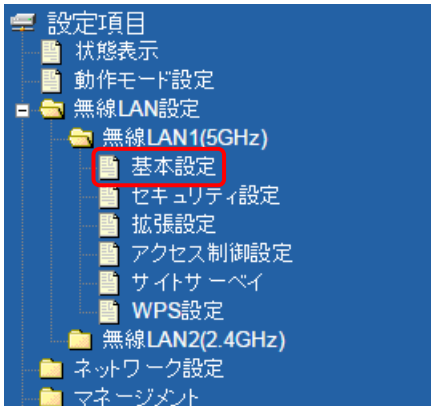 設定項目
状態表示
動作モード設定
無線LAN設定
無線LAN1(5GHz)
基本設定
セキュリティ設定
拡張設定
アクセス制御設定
サイトサーベイ
WPS設定
無線LAN2(2.4GHz)
ネットワーク設定
マネージメント